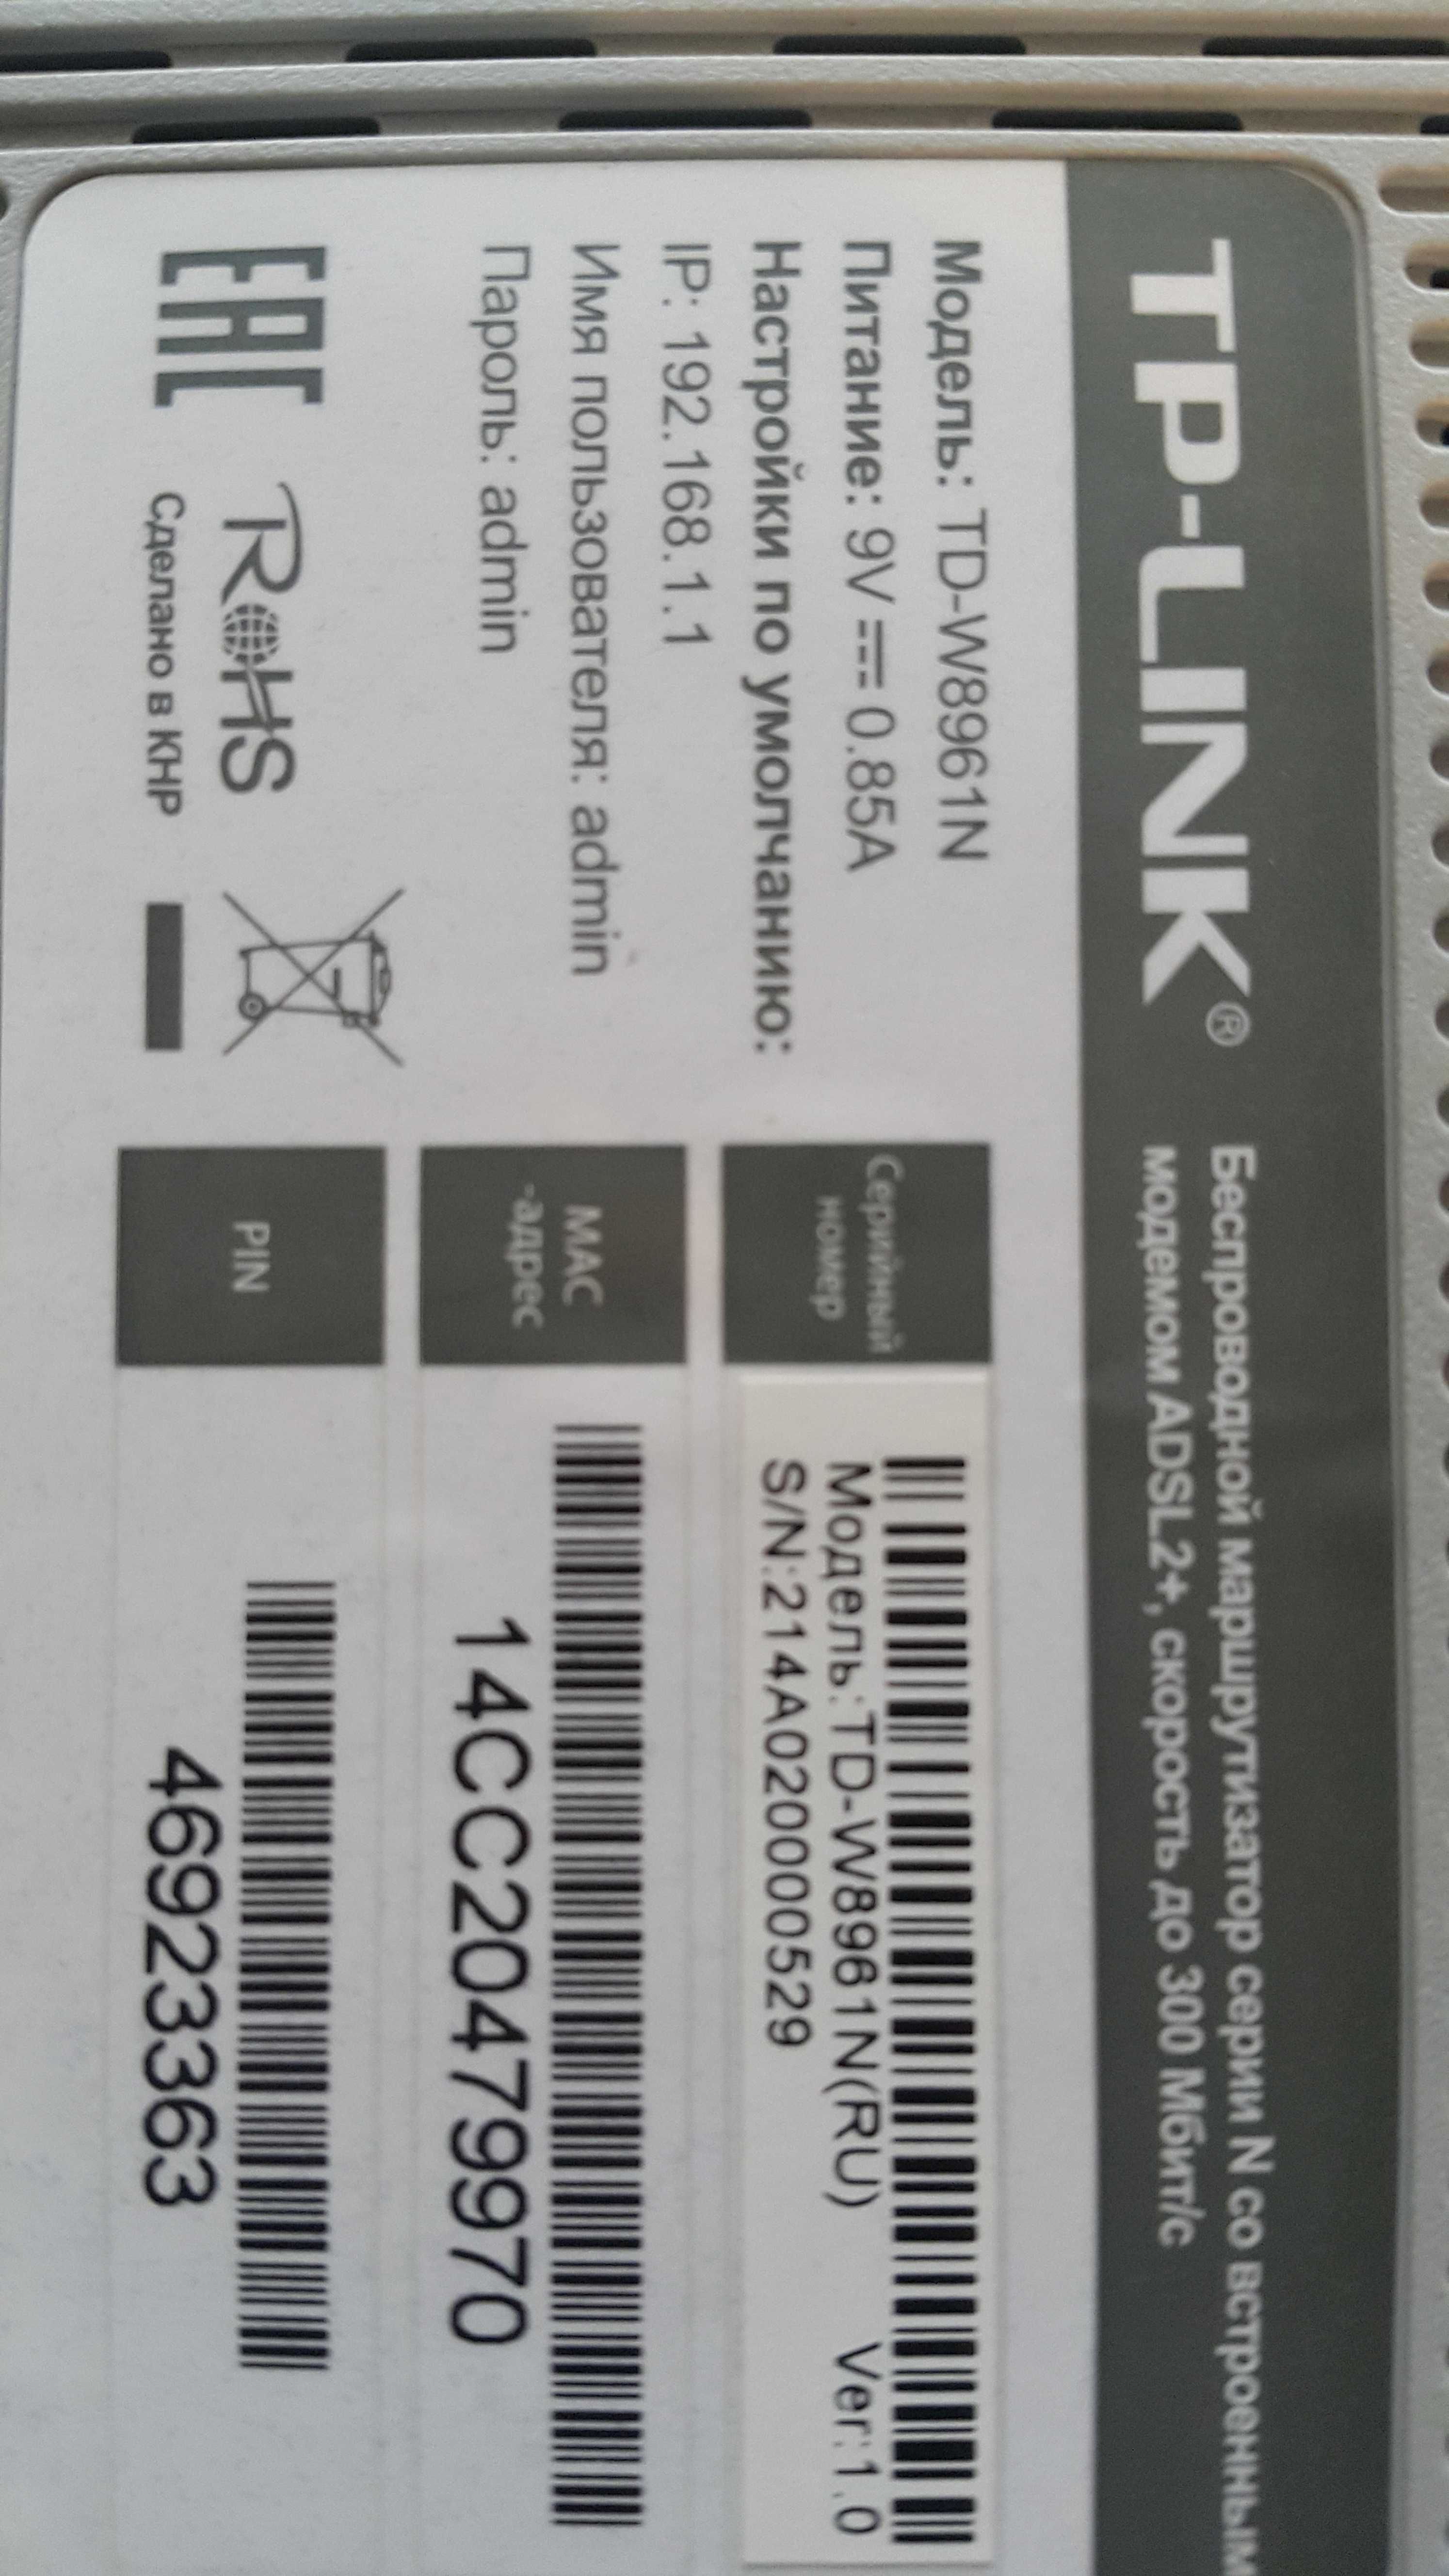 TP-LINK®
Беспроводной маршрутизатор серии N со встроенным
модемом ADSL2+, скорость до 300 Мбит/с
Модель: TD-W8961N
Питание: 9V⎓0.85A
Настройки по умолчанию:
IP: 192.168.1.1
Имя пользователя: admin
Пароль: admin
EAC
RoHS
Сделано в КНР
Серийный
номер
Модель:TD-W8961N(RU) Ver:1.0
S/N:214A02000529
MAC
-адрес
14CC20479970
PIN
46923363